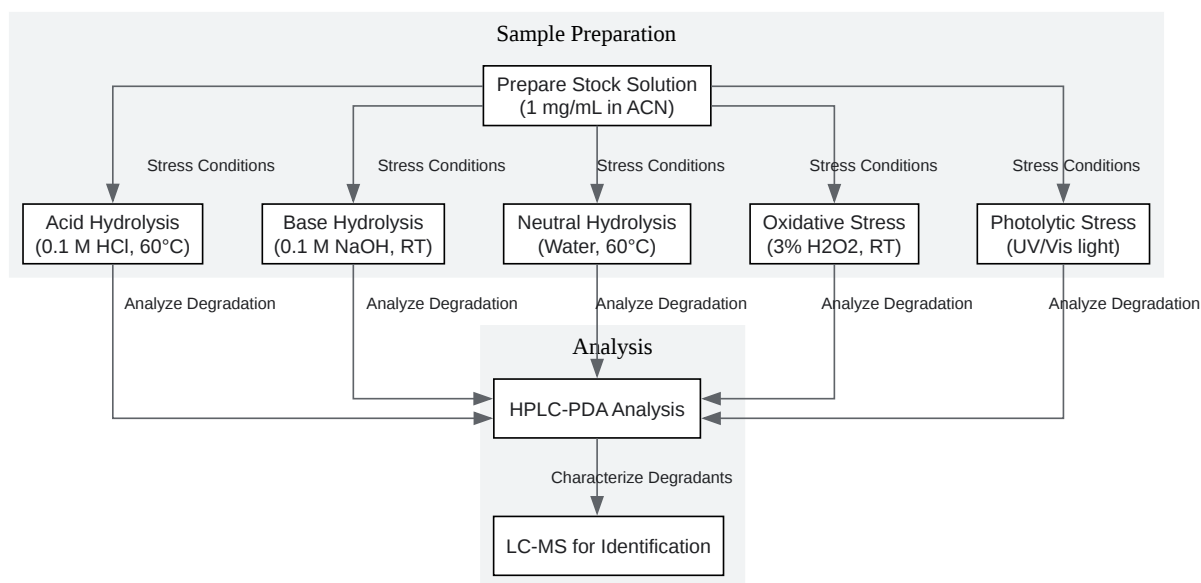 Sample Preparation
Prepare Stock Solution
(1 mg/mL in ACN)
Stress Conditions
Stress Conditions
Stress Conditions
Stress Conditions
Stress Conditions
Acid Hydrolysis
(0.1 M HCl, 60°C)
Base Hydrolysis
(0.1 M NaOH, RT)
Neutral Hydrolysis
(Water, 60°C)
Oxidative Stress
(3% H2O2, RT)
Photolytic Stress
(UV/Vis light)
Analyze Degradation
Analyze Degradation
Analyze Degradation
Analyze Degradation
Analyze Degradation
Analysis
HPLC-PDA Analysis
Characterize Degradants
LC-MS for Identification